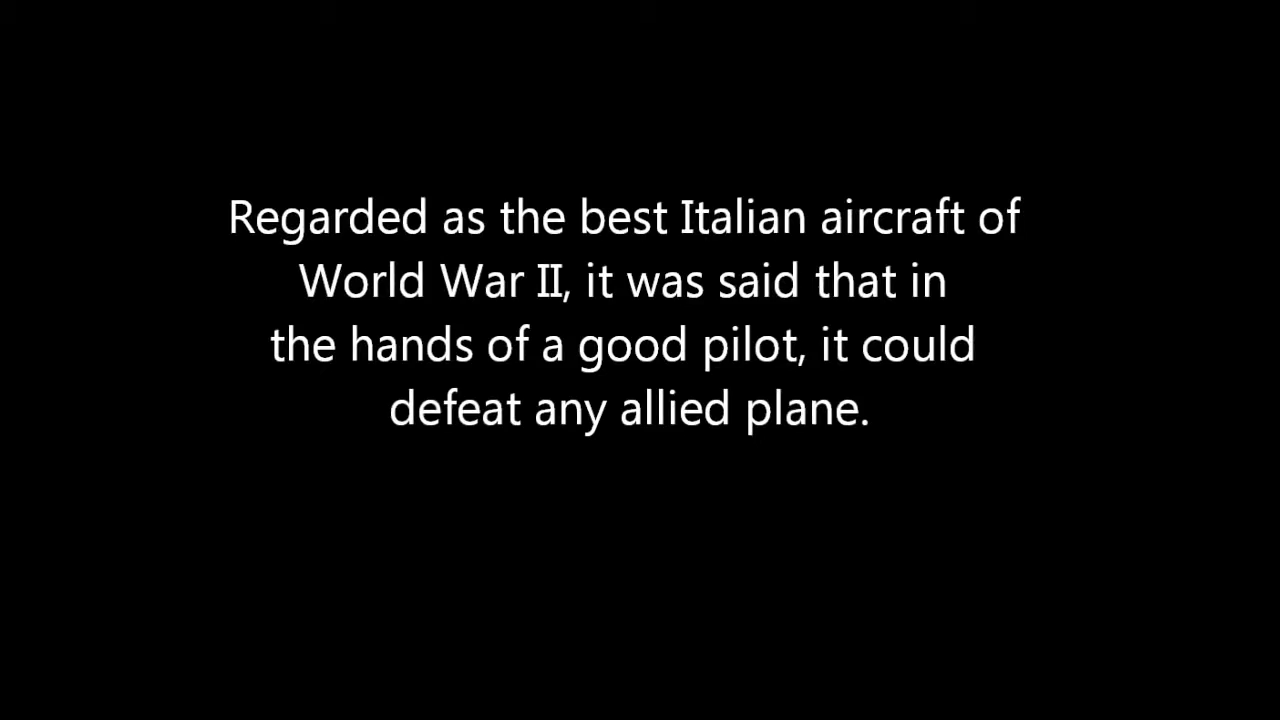 Regarded as the best Italian aircraft of
World War II, it was said that in
the hands of a good pilot, it could
defeat any allied plane.